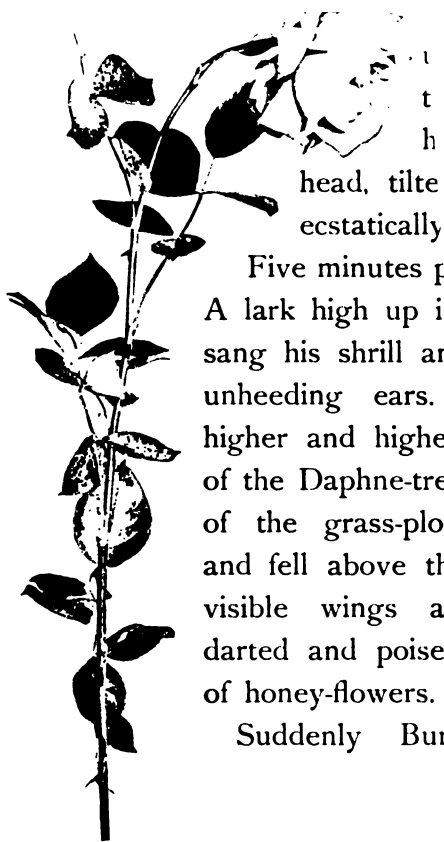 t
h
head, tilte
ecstatically
Five minutes p
A lark high up i
sang his shrill ar
unheeding ears.
higher and highe
of the Daphne-tre
of the grass-plo
and fell above th
visible wings a
darted and poise
of honey-flowers.
Suddenly Bur